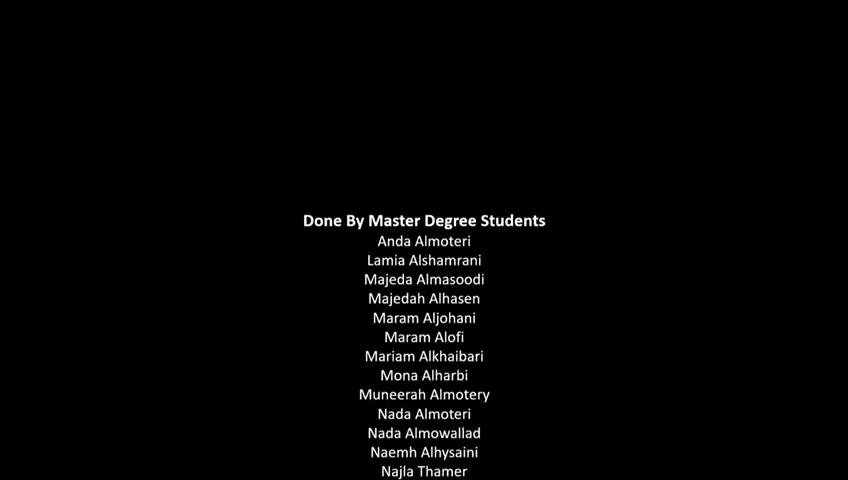 Done By Master Degree Students
Anda Almoteri
Lamia Alshamrani
Majeda Almasoodi
Majedah Alhasen
Maram Aljohani
Maram Alofi
Mariam Alkhaibari
Mona Alharbi
Muneerah Almotery
Nada Almoteri
Nada Almowallad
Naemh Alhysaini
Najla Thamer